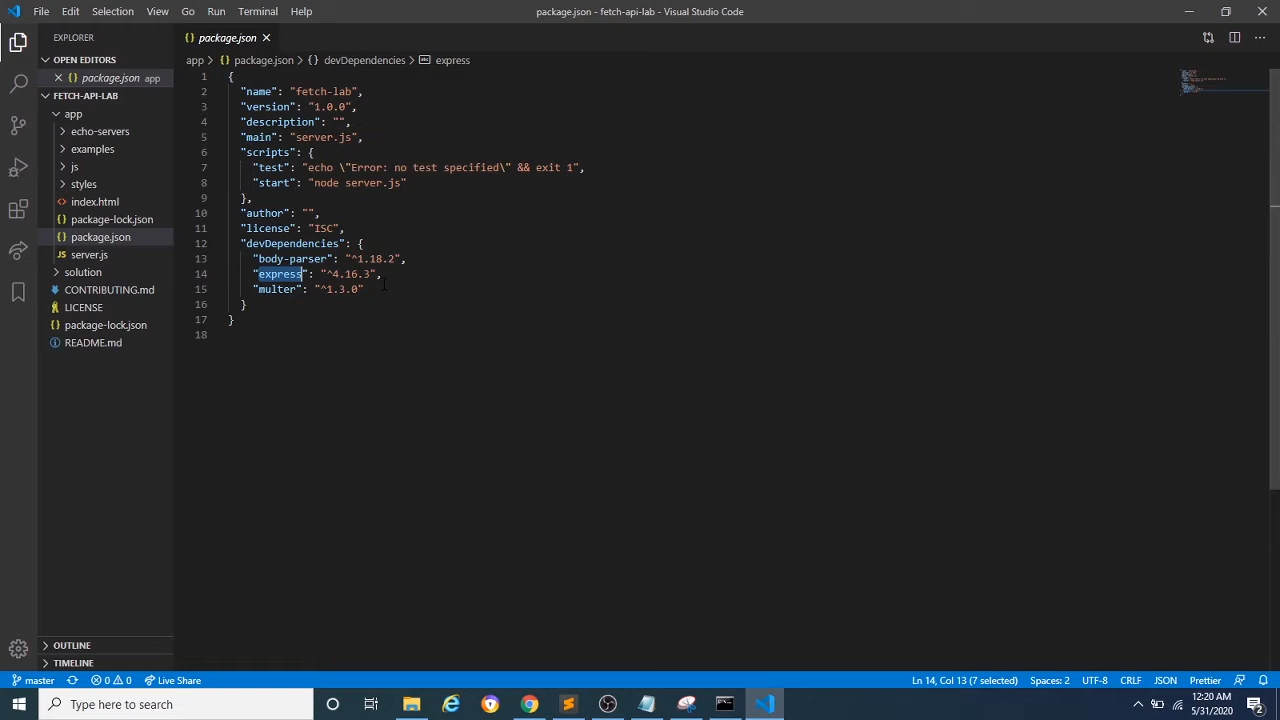 File Edit Selection View Go Run Terminal Help
package.json - fetch-api-lab - Visual Studio Code
EXPLORER
OPEN EDITORS
package.json app
FETCH-API-LAB
app
echo-servers
examples
js
styles
index.html
package-lock.json
package.json
server.js
solution
CONTRIBUTING.md
LICENSE
package-lock.json
README.md
OUTLINE
TIMELINE
package.json
app > package.json > devDependencies > express
1 {
2 "name": "fetch-lab",
3 "version": "1.0.0",
4 "description": "",
5 "main": "server.js",
6 "scripts": {
7 "test": "echo \"Error: no test specified\" && exit 1",
8 "start": "node server.js"
9 },
10 "author": "",
11 "license": "ISC",
12 "devDependencies": {
13 "body-parser": "^1.18.2",
14 "express": "^4.16.3",
15 "multer": "^1.3.0"
16 }
17 }
18
master 0 0 Live Share
Ln 14, Col 13 (7 selected) Spaces: 2 UTF-8 CRLF JSON Prettier
Type here to search
12:20 AM
5/31/2020
2